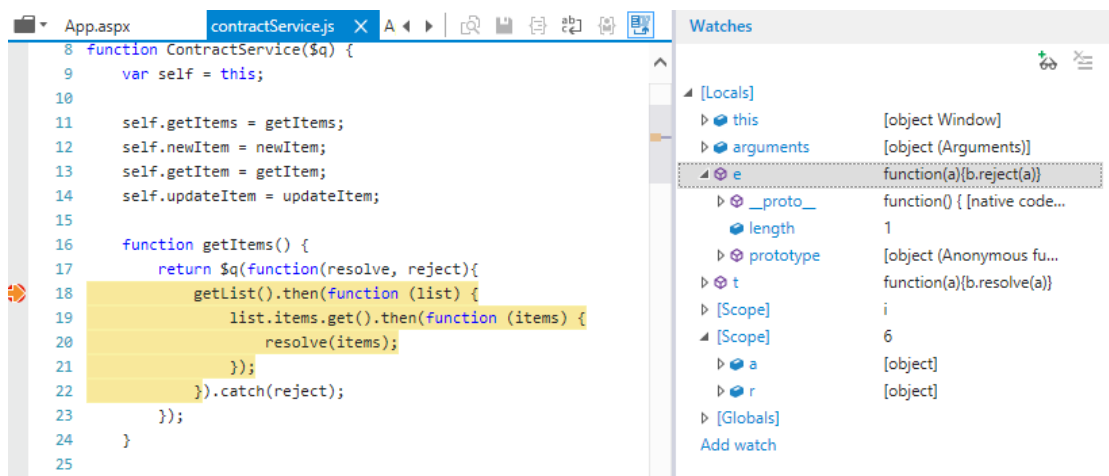 App.aspx contractService.js X A
8 function ContractService($q) {
9 var self = this;
10
11 self.getItems = getItems;
12 self.newItem = newItem;
13 self.getItem = getItem;
14 self.updateItem = updateItem;
15
16 function getItems() {
17 return $q(function(resolve, reject){
18 getList().then(function (list) {
19 list.items.get().then(function (items) {
20 resolve(items);
21 });
22 }).catch(reject);
23 });
24 }
25
Watches
[Locals]
this [object Window]
arguments [object (Arguments)]
e function(a){b.reject(a)}
__proto__ function() { [native code...
length 1
prototype [object (Anonymous fu...
t function(a){b.resolve(a)}
[Scope] i
[Scope] 6
a [object]
r [object]
[Globals]
Add watch